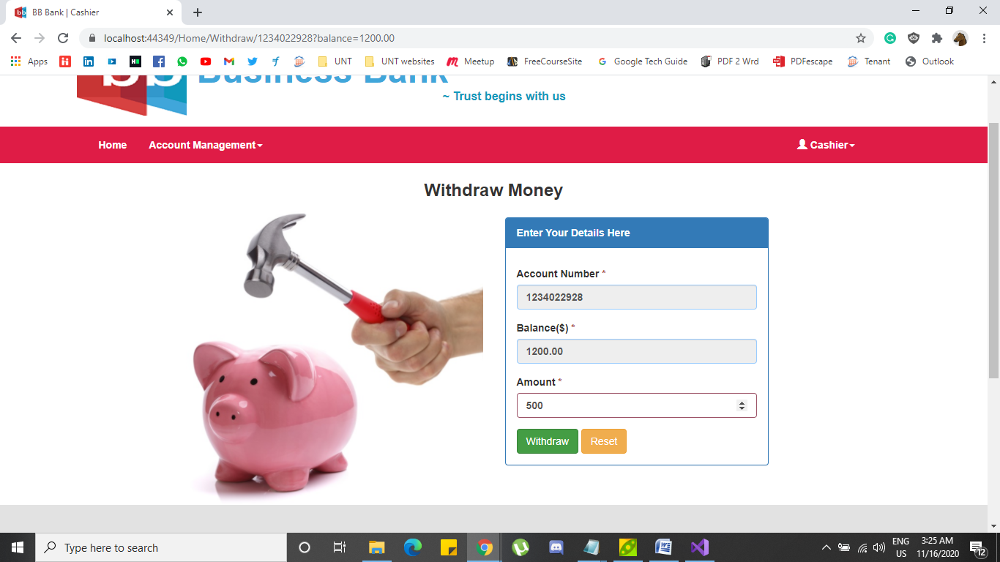 BB Bank | Cashier
localhost:44349/Home/Withdraw/1234022928?balance=1200.00
Apps UNT UNT websites Meetup FreeCourseSite Google Tech Guide PDF 2 Wrd PDFescape Tenant Outlook
Business Bank
~ Trust begins with us
Home Account Management Cashier
Withdraw Money
Enter Your Details Here
Account Number *
1234022928
Balance($) *
1200.00
Amount *
500
Withdraw Reset
Type here to search
ENG
US
3:25 AM
11/16/2020
12